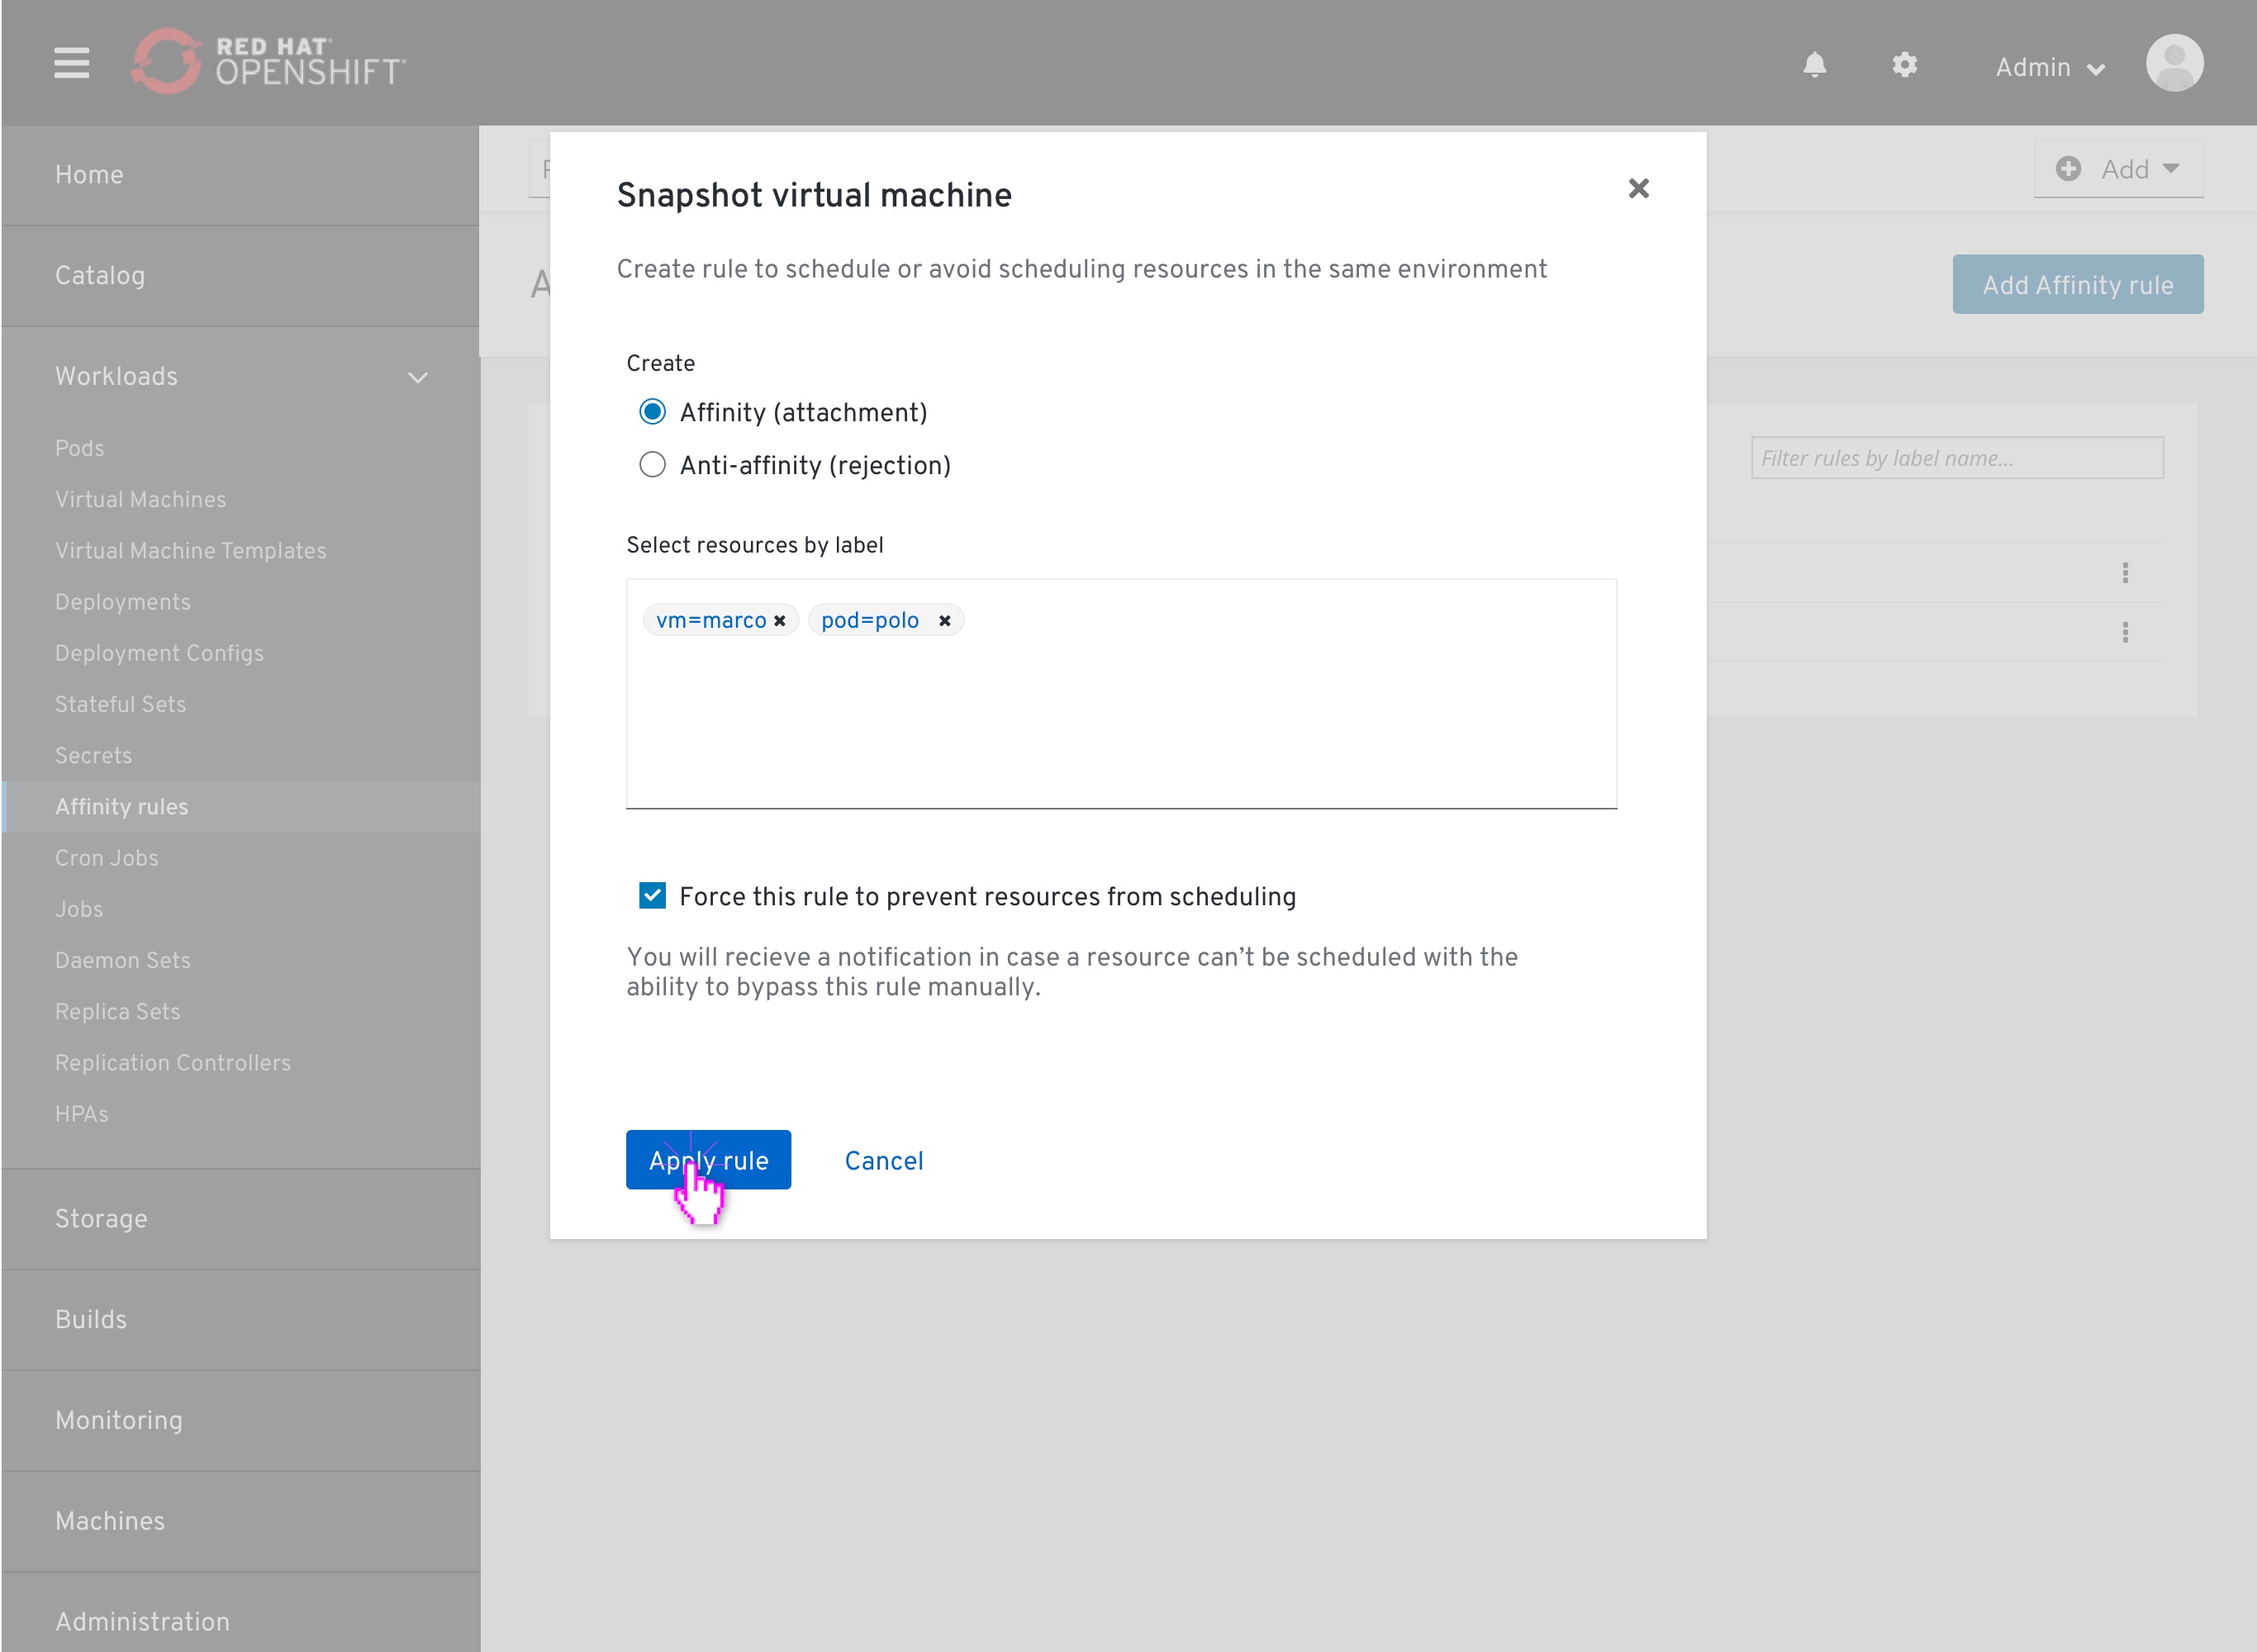 RED HAT®
OPENSHIFT®
Admin
Home
Catalog
Workloads
Pods
Virtual Machines
Virtual Machine Templates
Deployments
Deployment Configs
Stateful Sets
Secrets
Affinity rules
Cron Jobs
Jobs
Daemon Sets
Replica Sets
Replication Controllers
HPAs
Storage
Builds
Monitoring
Machines
Administration
Add
Add Affinity rule
Filter rules by label name...
Snapshot virtual machine
Create rule to schedule or avoid scheduling resources in the same environment
Create
Affinity (attachment)
Anti-affinity (rejection)
Select resources by label
vm=marco pod=polo
Force this rule to prevent resources from scheduling
You will recieve a notification in case a resource can't be scheduled with the
ability to bypass this rule manually.
Apply rule Cancel